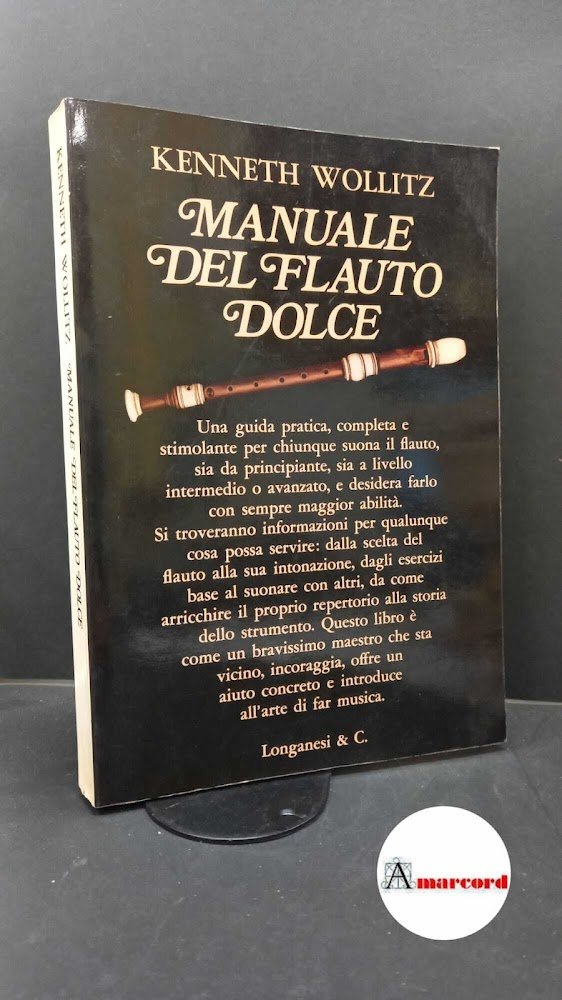 KENNETH WOLLITZ
MANUALE
DEL FLAUTO
DOLCE
Una guida pratica, completa e
stimolante per chiunque suona il flauto,
sia da principiante, sia a livello
intermedio o avanzato, e desidera farlo
con sempre maggior abilità.
Si troveranno informazioni per qualunque
cosa possa servire: dalla scelta del
flauto alla sua intonazione, dagli esercizi
base al suonare con altri, da come
arricchire il proprio repertorio alla storia
dello strumento. Questo libro è
come un bravissimo maestro che sta
vicino, incoraggia, offre un
aiuto concreto e introduce
all'arte di far musica.
Longanesi & C.
KENNETH WOLLITZ MANUALE DEL FLAUTO DOLCE
Amarcord